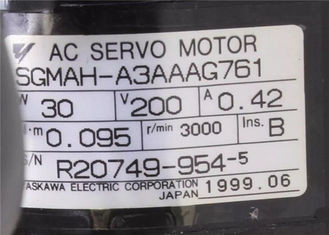 AC SERVO MOTOR
SGMAH-A3AAAG761
W 30 V 200 A 0.42
N·m 0.095 r/min 3000 Ins. B
S/N R20749-954-5
YASKAWA ELECTRIC CORPORATION 1999.06
JAPAN